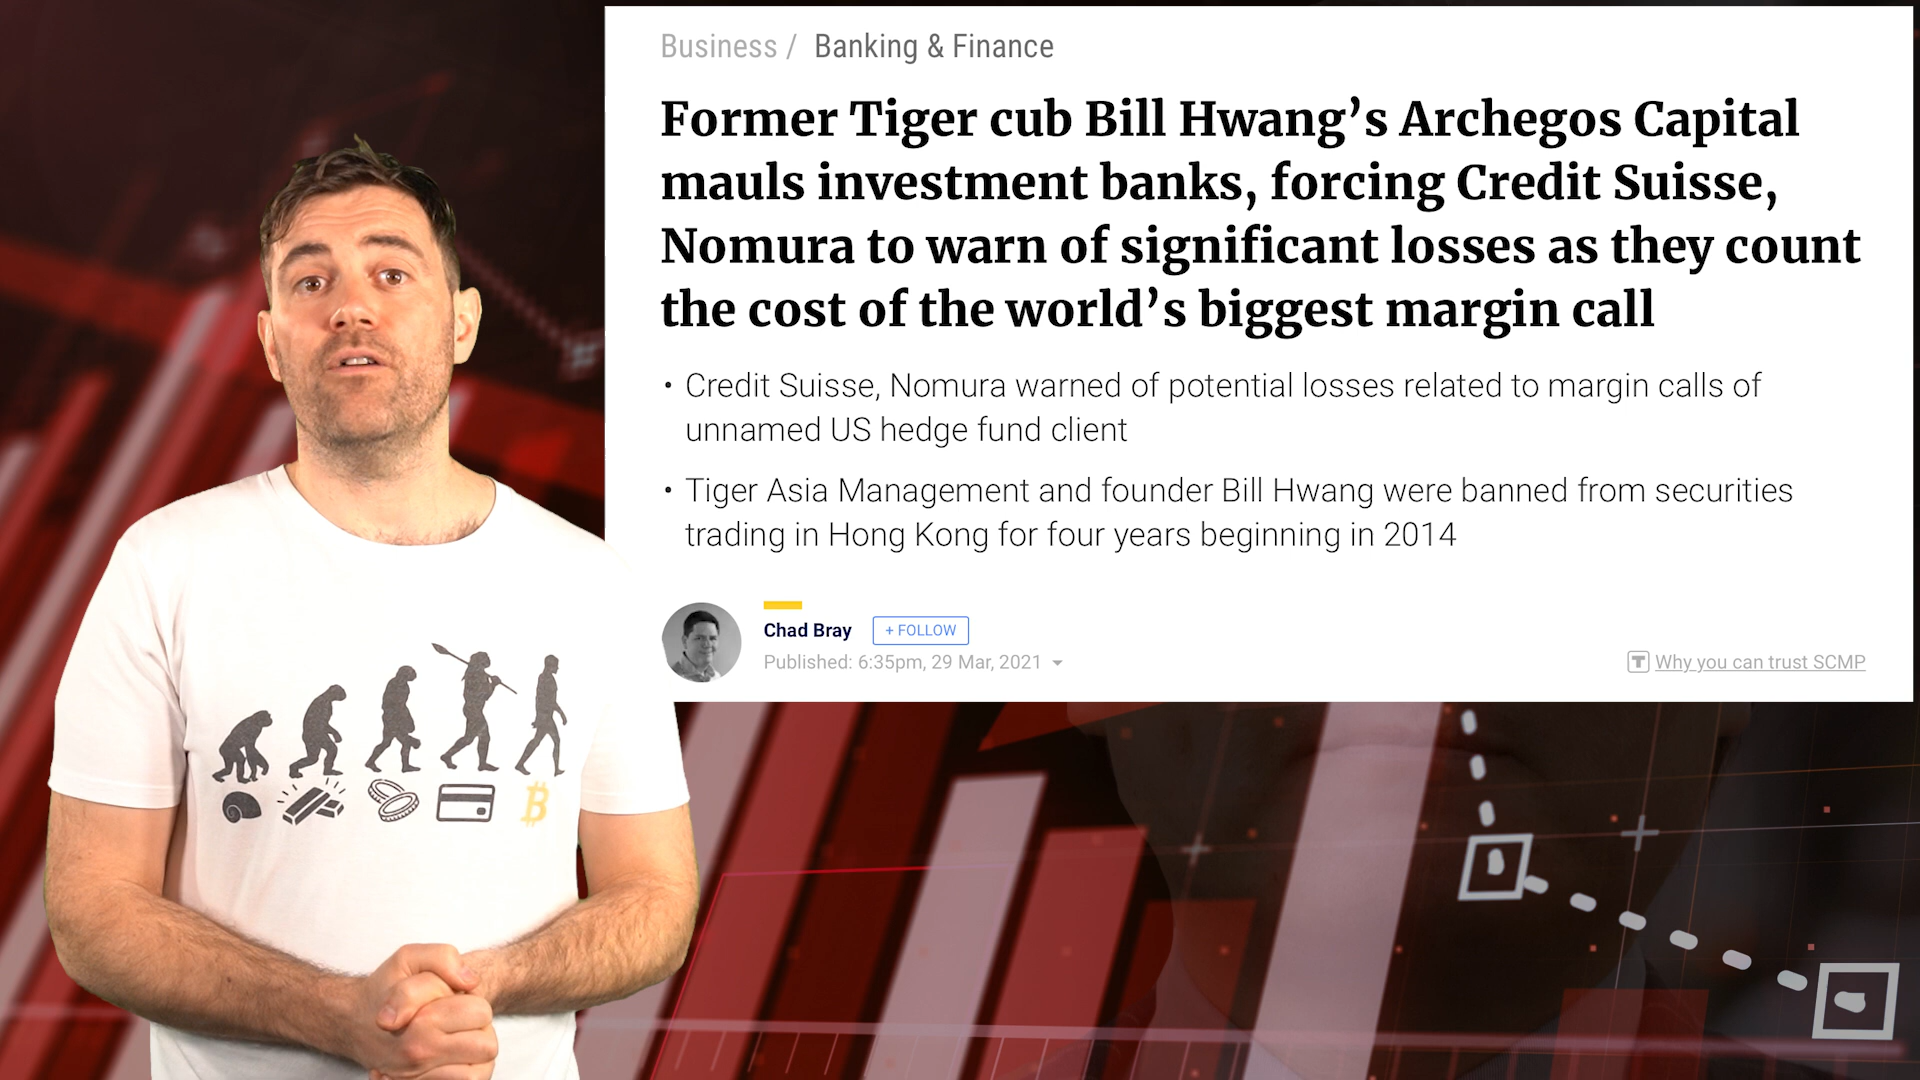 Business / Banking & Finance
Former Tiger cub Bill Hwang’s Archegos Capital
mauls investment banks, forcing Credit Suisse,
Nomura to warn of significant losses as they count
the cost of the world’s biggest margin call
• Credit Suisse, Nomura warned of potential losses related to margin calls of
unnamed US hedge fund client
• Tiger Asia Management and founder Bill Hwang were banned from securities
trading in Hong Kong for four years beginning in 2014
Chad Bray + FOLLOW
Published: 6:35pm, 29 Mar, 2021
T Why you can trust SCMP